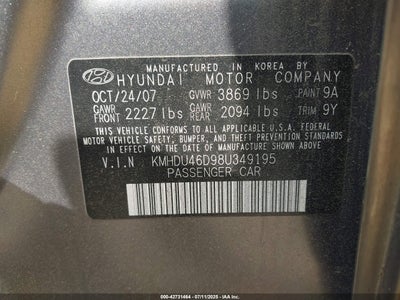 MANUFACTURED IN KOREA BY
HYUNDAI MOTOR COMPANY
OCT/24/07 GVWR 3869 lbs PAINT 9A
GAWR FRONT 2227 lbs GAWR REAR 2094 lbs TRIM 9Y
THIS VEHICLE CONFORMS TO ALL APPLICABLE U.S.A. FEDERAL
MOTOR VEHICLE SAFETY, BUMPER, AND THEFT PREVENTION STANDARDS
IN EFFECT ON THE DATE OF MANUFACTURE SHOWN ABOVE.
V.I.N KMHDU46D98U349195
PASSENGER CAR
000-42731464 - 07/11/2025 - IAAI.COM